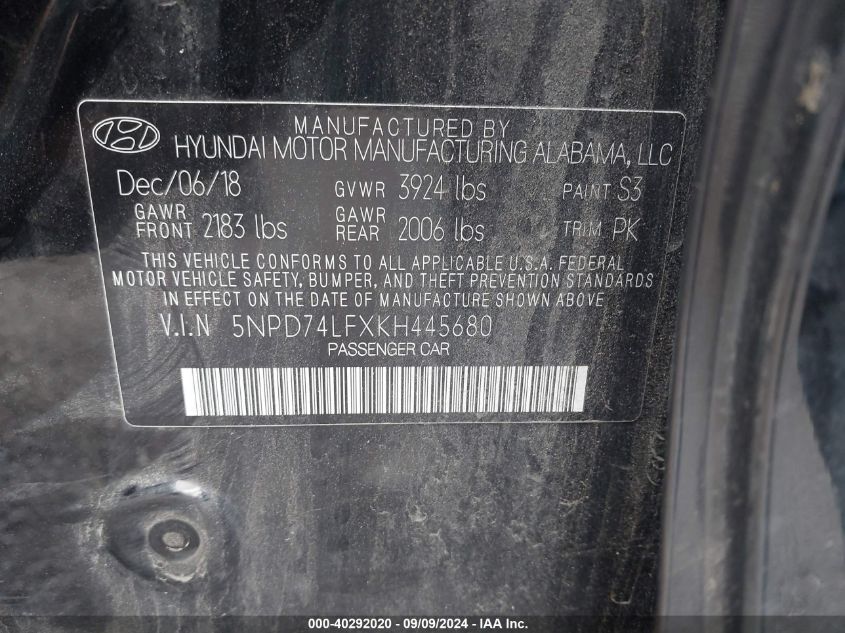 MANUFACTURED BY
HYUNDAI MOTOR MANUFACTURING ALABAMA, LLC
Dec/06/18 GVWR 3924 lbs PAINT S3
GAWR FRONT 2183 lbs GAWR REAR 2006 lbs TRIM PK
THIS VEHICLE CONFORMS TO ALL APPLICABLE U.S.A. FEDERAL
MOTOR VEHICLE SAFETY, BUMPER, AND THEFT PREVENTION STANDARDS
IN EFFECT ON THE DATE OF MANUFACTURE SHOWN ABOVE.
V.I.N 5NPD74LFXKH445680
PASSENGER CAR
000-40292020 - 09/09/2024 - IAA Inc.